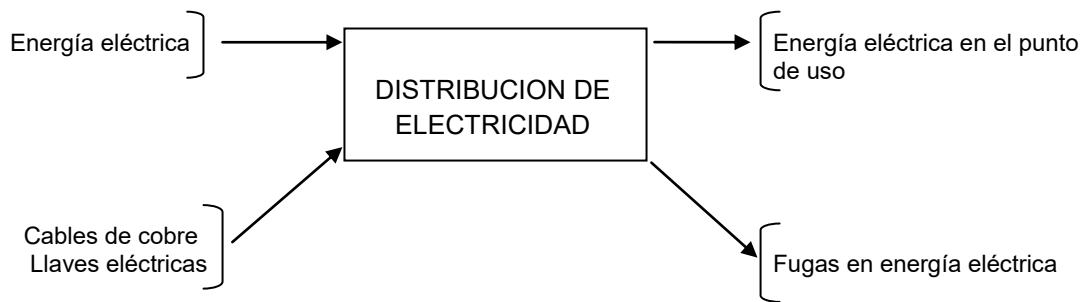 Energía eléctrica
Cables de cobre
Llaves eléctricas
DISTRIBUCION DE
ELECTRICIDAD
Energía eléctrica en el punto
de uso
Fugas en energía eléctrica